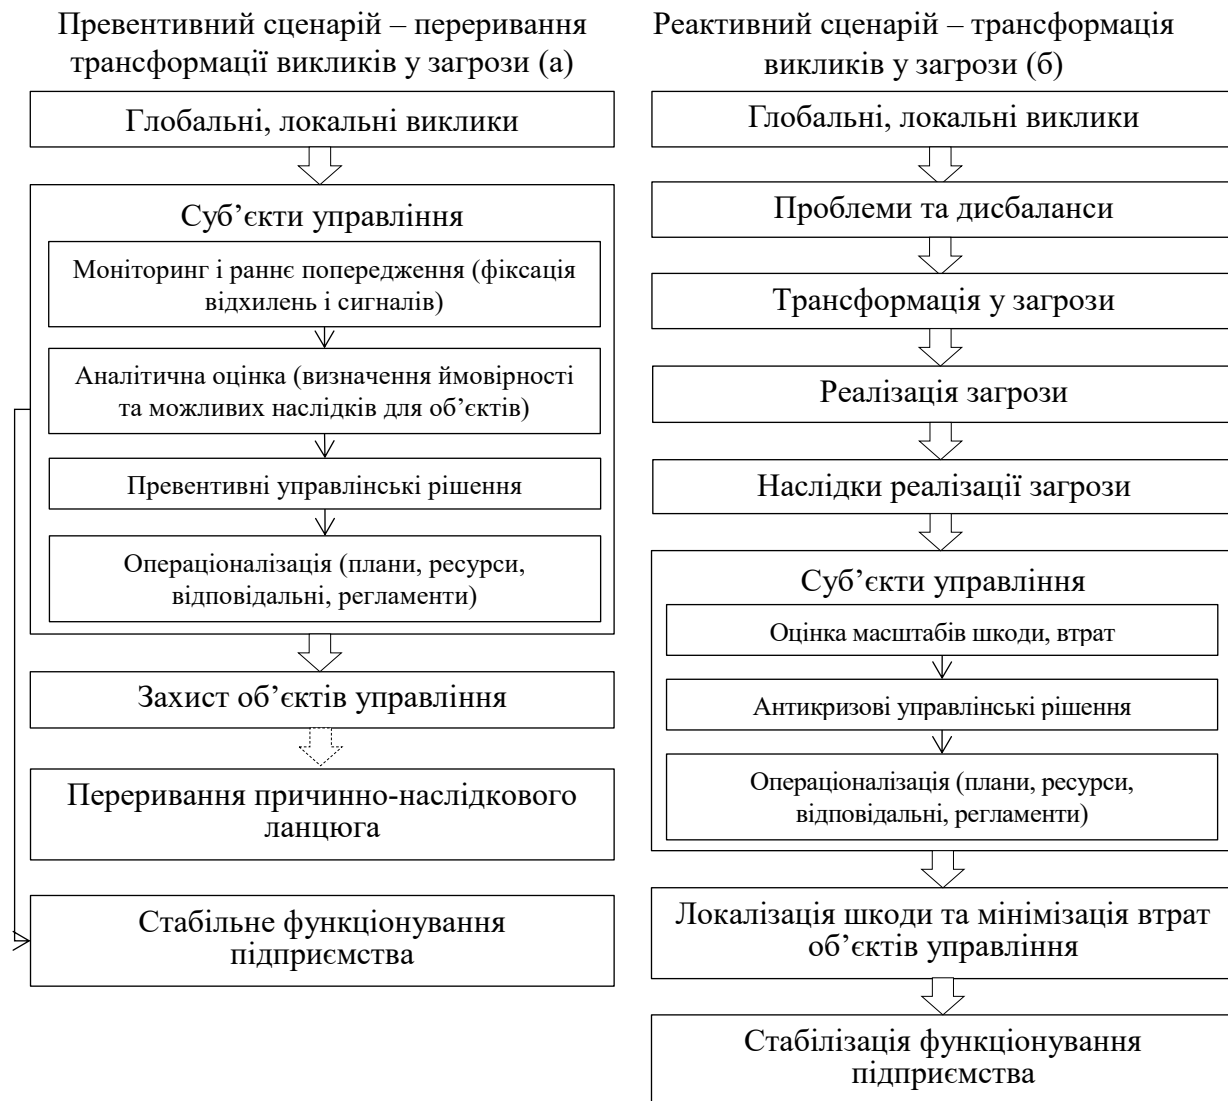 Превентивний сценарій – переривання
трансформації викликів у загрози (а)
Глобальні, локальні виклики
Суб’єкти управління
Моніторинг і раннє попередження (фіксація
відхилень і сигналів)
Аналітична оцінка (визначення ймовірності
та можливих наслідків для об’єктів)
Превентивні управлінські рішення
Операціоналізація (плани, ресурси,
відповідальні, регламенти)
Захист об’єктів управління
Переривання причинно-наслідкового
ланцюга
Стабільне функціонування
підприємства
Реактивний сценарій – трансформація
викликів у загрози (б)
Глобальні, локальні виклики
Проблеми та дисбаланси
Трансформація у загрози
Реалізація загрози
Наслідки реалізації загрози
Суб’єкти управління
Оцінка масштабів шкоди, втрат
Антикризові управлінські рішення
Операціоналізація (плани, ресурси,
відповідальні, регламенти)
Локалізація шкоди та мінімізація втрат
об’єктів управління
Стабілізація функціонування
підприємства